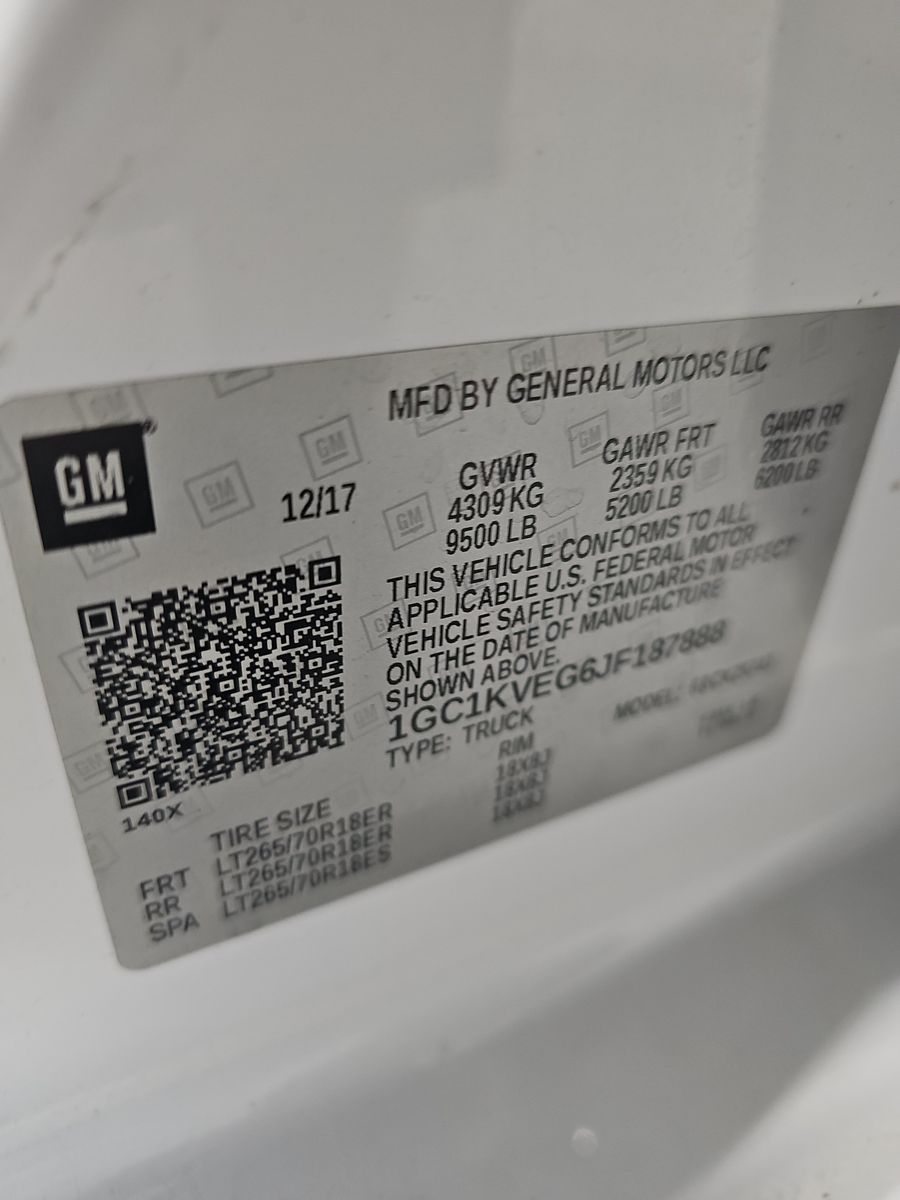 MFD BY GENERAL MOTORS LLC
GM
12/17
GVWR GAWR FRT GAWR RR
4309 KG 2359 KG 2812 KG
9500 LB 5200 LB 6200 LB
THIS VEHICLE CONFORMS TO ALL
APPLICABLE U.S. FEDERAL MOTOR
VEHICLE SAFETY STANDARDS IN EFFECT
ON THE DATE OF MANUFACTURE
SHOWN ABOVE.
1GC1KVEG6JF187888
TYPE: TRUCK MODEL:
140X
TIRE SIZE RIM
FRT LT265/70R18ER 18X8J
RR LT265/70R18ER 18X8J
SPA LT265/70R18ES 18X8J